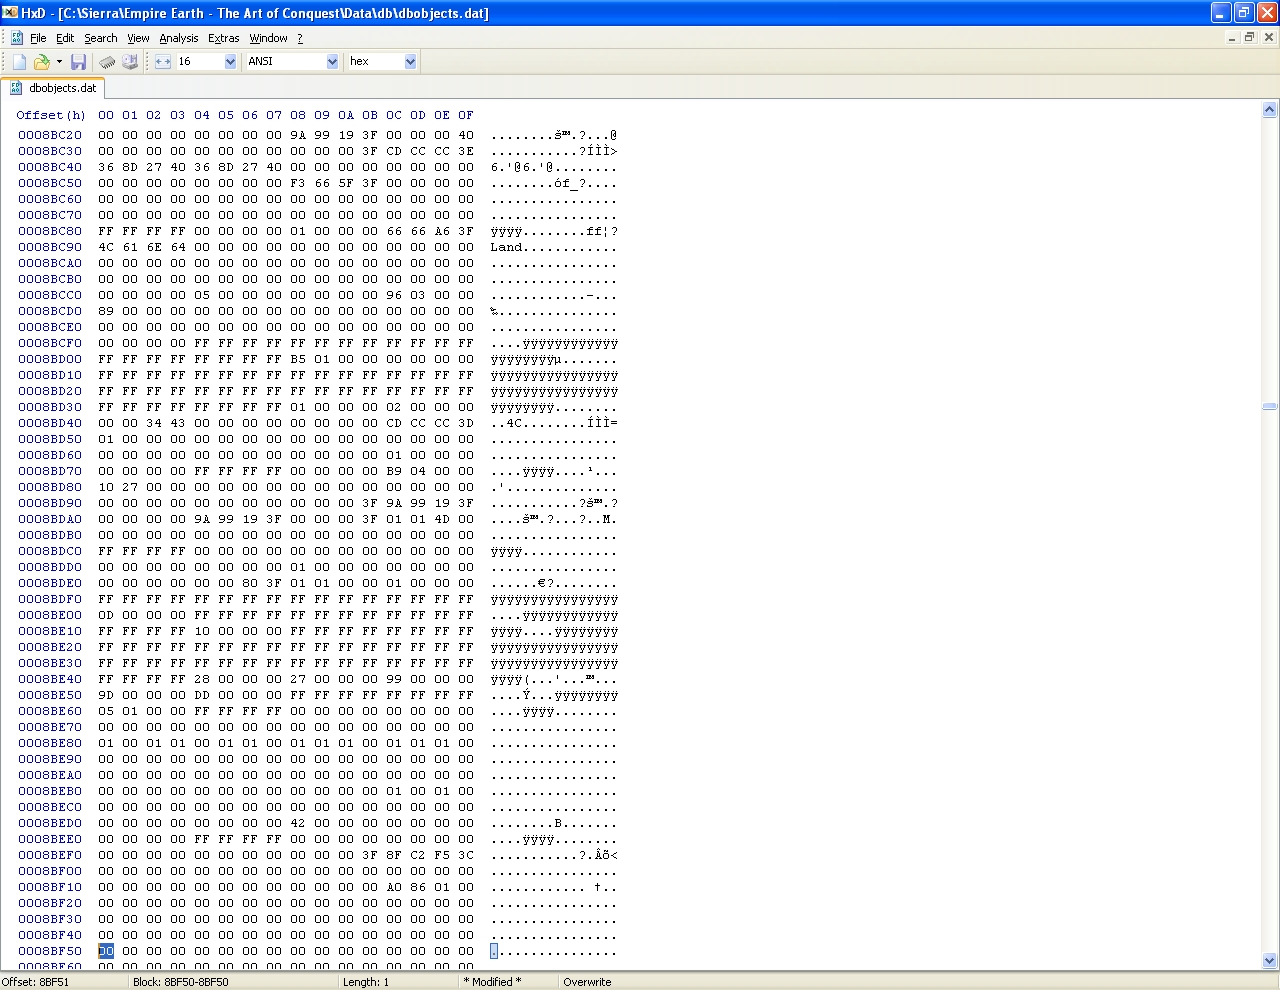 HxD - [C:\Sierra\Empire Earth - The Art of Conquest\Data\db\dbobjects.dat]
File Edit Search View Analysis Extras Window ?
16 ANSI hex
dbobjects.dat
Offset(h) 00 01 02 03 04 05 06 07 08 09 0A 0B 0C 0D 0E 0F
0008BC20 00 00 00 00 00 00 00 00 9A 99 19 3F 00 00 00 40 ........š™.?...@
0008BC30 00 00 00 00 00 00 00 00 00 00 00 3F CD CC CC 3E ...........?ÍÌÌ>
0008BC40 36 8D 27 40 36 8D 27 40 00 00 00 00 00 00 00 00 6.'@6.'@........
0008BC50 00 00 00 00 00 00 00 00 F3 66 5F 3F 00 00 00 00 ........óf_?....
0008BC60 00 00 00 00 00 00 00 00 00 00 00 00 00 00 00 00 ................
0008BC70 00 00 00 00 00 00 00 00 00 00 00 00 00 00 00 00 ................
0008BC80 FF FF FF FF 00 00 00 00 01 00 00 00 66 66 A6 3F ÿÿÿÿ........ff¦?
0008BC90 4C 61 6E 64 00 00 00 00 00 00 00 00 00 00 00 00 Land............
0008BCA0 00 00 00 00 00 00 00 00 00 00 00 00 00 00 00 00 ................
0008BCB0 00 00 00 00 00 00 00 00 00 00 00 00 00 00 00 00 ................
0008BCC0 00 00 00 00 05 00 00 00 00 00 00 00 96 03 00 00 ............–...
0008BCD0 89 00 00 00 00 00 00 00 00 00 00 00 00 00 00 00 ‰...............
0008BCE0 00 00 00 00 00 00 00 00 00 00 00 00 00 00 00 00 ................
0008BCF0 00 00 00 00 FF FF FF FF FF FF FF FF FF FF FF FF ....ÿÿÿÿÿÿÿÿÿÿÿÿ
0008BD00 FF FF FF FF FF FF FF FF B5 01 00 00 00 00 00 00 ÿÿÿÿÿÿÿÿµ.......
0008BD10 FF FF FF FF FF FF FF FF FF FF FF FF FF FF FF FF ÿÿÿÿÿÿÿÿÿÿÿÿÿÿÿÿ
0008BD20 FF FF FF FF FF FF FF FF FF FF FF FF FF FF FF FF ÿÿÿÿÿÿÿÿÿÿÿÿÿÿÿÿ
0008BD30 FF FF FF FF FF FF FF FF 01 00 00 00 02 00 00 00 ÿÿÿÿÿÿÿÿ........
0008BD40 00 00 34 43 00 00 00 00 00 00 00 00 CD CC CC 3D ..4C........ÍÌÌ=
0008BD50 01 00 00 00 00 00 00 00 00 00 00 00 00 00 00 00 ................
0008BD60 00 00 00 00 00 00 00 00 00 00 00 00 01 00 00 00 ................
0008BD70 00 00 00 00 FF FF FF FF 00 00 00 00 B9 04 00 00 ....ÿÿÿÿ....¹...
0008BD80 10 27 00 00 00 00 00 00 00 00 00 00 00 00 00 00 .'..............
0008BD90 00 00 00 00 00 00 00 00 00 00 00 3F 9A 99 19 3F ...........?š™.?
0008BDA0 00 00 00 00 9A 99 19 3F 00 00 00 3F 01 01 4D 00 ....š™.?...?..M.
0008BDB0 00 00 00 00 00 00 00 00 00 00 00 00 00 00 00 00 ................
0008BDC0 FF FF FF FF 00 00 00 00 00 00 00 00 00 00 00 00 ÿÿÿÿ............
0008BDD0 00 00 00 00 00 00 00 00 01 00 00 00 00 00 00 00 ................
0008BDE0 00 00 00 00 00 00 80 3F 01 01 00 00 01 00 00 00 ......€?........
0008BDF0 FF FF FF FF FF FF FF FF FF FF FF FF FF FF FF FF ÿÿÿÿÿÿÿÿÿÿÿÿÿÿÿÿ
0008BE00 0D 00 00 00 FF FF FF FF FF FF FF FF FF FF FF FF ....ÿÿÿÿÿÿÿÿÿÿÿÿ
0008BE10 FF FF FF FF 10 00 00 00 FF FF FF FF FF FF FF FF ÿÿÿÿ....ÿÿÿÿÿÿÿÿ
0008BE20 FF FF FF FF FF FF FF FF FF FF FF FF FF FF FF FF ÿÿÿÿÿÿÿÿÿÿÿÿÿÿÿÿ
0008BE30 FF FF FF FF FF FF FF FF FF FF FF FF FF FF FF FF ÿÿÿÿÿÿÿÿÿÿÿÿÿÿÿÿ
0008BE40 FF FF FF FF 28 00 00 00 27 00 00 00 99 00 00 00 ÿÿÿÿ(...'...™...
0008BE50 9D 00 00 00 DD 00 00 00 FF FF FF FF FF FF FF FF ....Ý...ÿÿÿÿÿÿÿÿ
0008BE60 05 01 00 00 FF FF FF FF 00 00 00 00 00 00 00 00 ....ÿÿÿÿ........
0008BE70 00 00 00 00 00 00 00 00 00 00 00 00 00 00 00 00 ................
0008BE80 01 00 01 01 00 01 01 00 01 01 01 00 01 01 01 00 ................
0008BE90 00 00 00 00 00 00 00 00 00 00 00 00 00 00 00 00 ................
0008BEA0 00 00 00 00 00 00 00 00 00 00 00 00 00 00 00 00 ................
0008BEB0 00 00 00 00 00 00 00 00 00 00 00 00 01 00 01 00 ................
0008BEC0 00 00 00 00 00 00 00 00 00 00 00 00 00 00 00 00 ................
0008BED0 00 00 00 00 00 00 00 00 42 00 00 00 00 00 00 00 ........B.......
0008BEE0 00 00 00 00 FF FF FF FF 00 00 00 00 00 00 00 00 ....ÿÿÿÿ........
0008BEF0 00 00 00 00 00 00 00 00 00 00 00 3F 8F C2 F5 3C ...........?.Âõ<
0008BF00 00 00 00 00 00 00 00 00 00 00 00 00 00 00 00 00 ................
0008BF10 00 00 00 00 00 00 00 00 00 00 00 00 A0 86 01 00 ............ †..
0008BF20 00 00 00 00 00 00 00 00 00 00 00 00 00 00 00 00 ................
0008BF30 00 00 00 00 00 00 00 00 00 00 00 00 00 00 00 00 ................
0008BF40 00 00 00 00 00 00 00 00 00 00 00 00 00 00 00 00 ................
0008BF50 00 00 00 00 00 00 00 00 00 00 00 00 00 00 00 00 ................
0008BF60 00 00 00 00 00 00 00 00 00 00 00 00 00 00 00 00 ................
Offset: 8BF51 Block: 8BF50-8BF50 Length: 1 * Modified * Overwrite